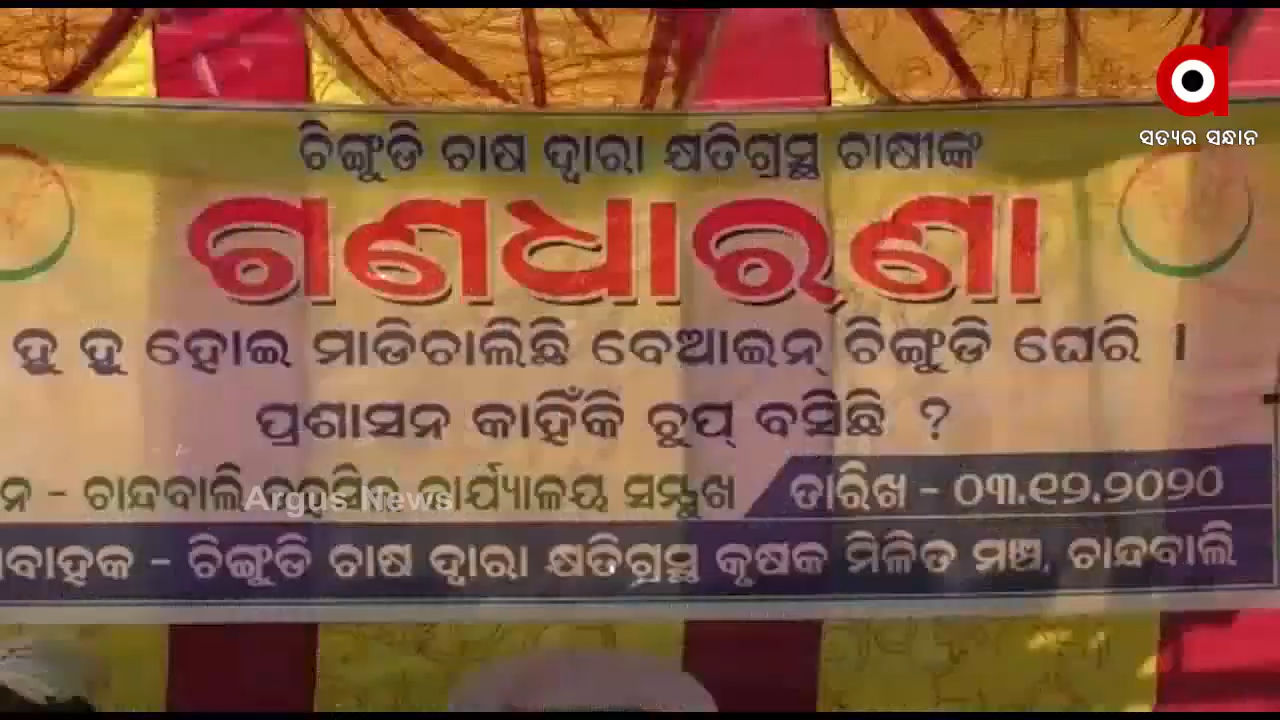 ସତ୍ୟର ସନ୍ଧାନ
ଚିଙ୍ଗୁଡି ଚାଷ ଦ୍ୱାରା କ୍ଷତିଗ୍ରସ୍ଥ ଚାଷୀଙ୍କ
ଗଣଧାରଣା
ହୁ ହୁ ହୋଇ ମାଡିଚାଲିଛି ବେଆଇନ୍ ଚିଙ୍ଗୁଡି ଘେରି ।
ପ୍ରଶାସନ କାହିଁକି ଚୁପ୍ ବସିଛି ?
ନ - ଚାନ୍ଦବାଲି କାର୍ଯ୍ୟାଳୟ ସମ୍ମୁଖ ତାରିଖ - ୦୩.୧୨.୨୦୨୦
Argus News
ବାହକ - ଚିଙ୍ଗୁଡି ଚାଷ ଦ୍ୱାରା କ୍ଷତିଗ୍ରସ୍ଥ କୃଷକ ମିଳିତ ମଞ୍ଚ, ଚାନ୍ଦବାଲି